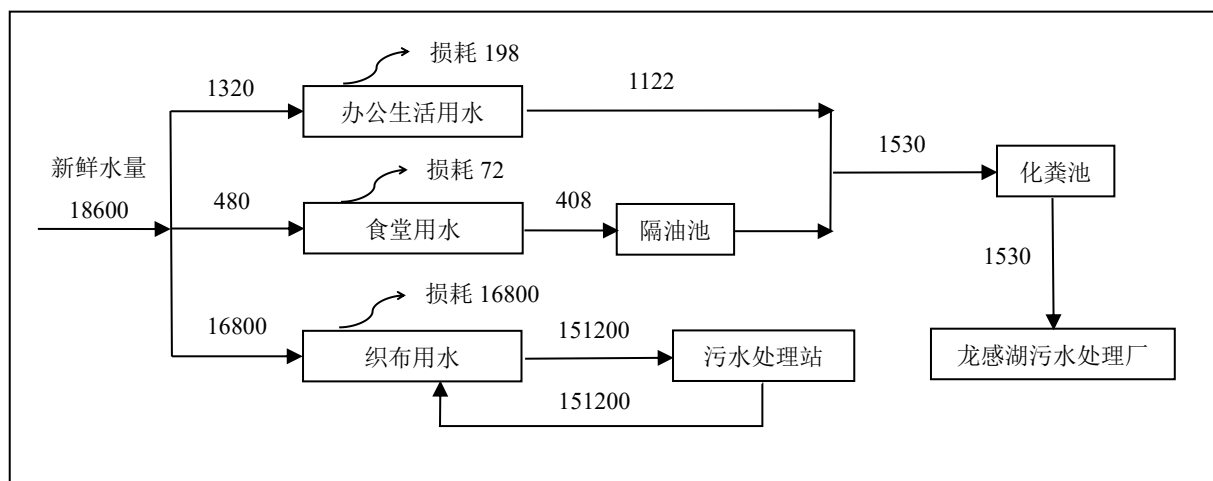 损耗 198
1320
办公生活用水
1122
新鲜水量
18600
损耗 72
480
食堂用水
408
隔油池
1530
化粪池
1530
损耗 16800
16800
织布用水
151200
污水处理站
151200
龙感湖污水处理厂